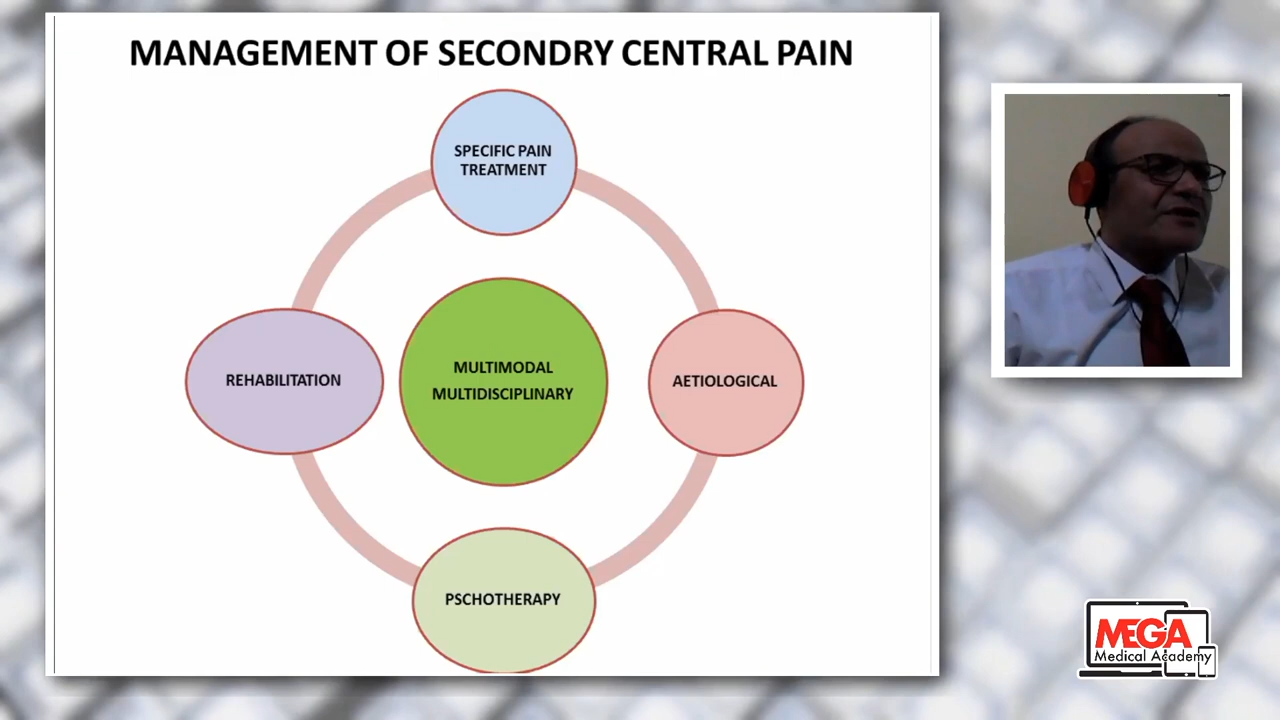 MANAGEMENT OF SECONDRY CENTRAL PAIN
SPECIFIC PAIN
TREATMENT
REHABILITATION
MULTIMODAL
MULTIDISCIPLINARY
AETIOLOGICAL
PSCHOTHERAPY
MEGA
Medical Academy